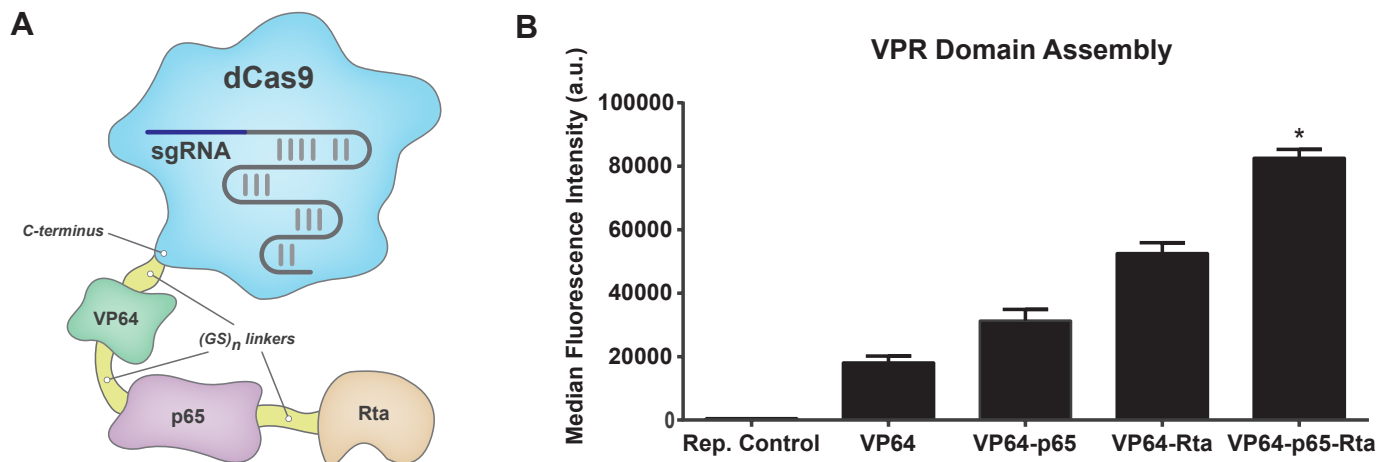 A
dCas9
sgRNA
C-terminus
VP64
(GS)n linkers
p65
Rta
B
VPR Domain Assembly
Median Fluorescence Intensity (a.u.)
100000
80000
60000
40000
20000
0
*
Rep. Control
VP64
VP64-p65
VP64-Rta
VP64-p65-Rta